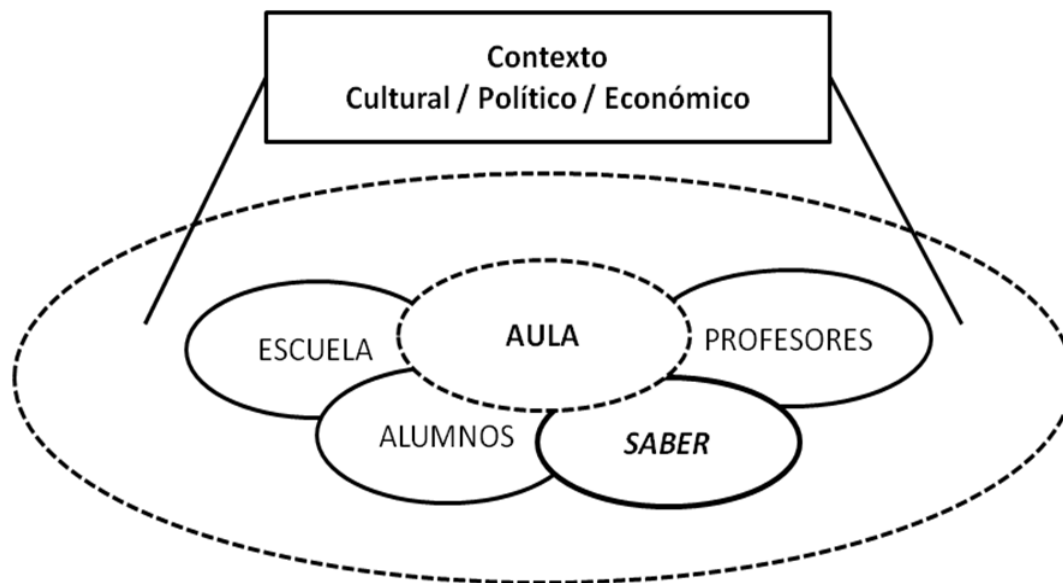 Contexto
Cultural / Político / Económico
AULA
ESCUELA
PROFESORES
ALUMNOS
SABER